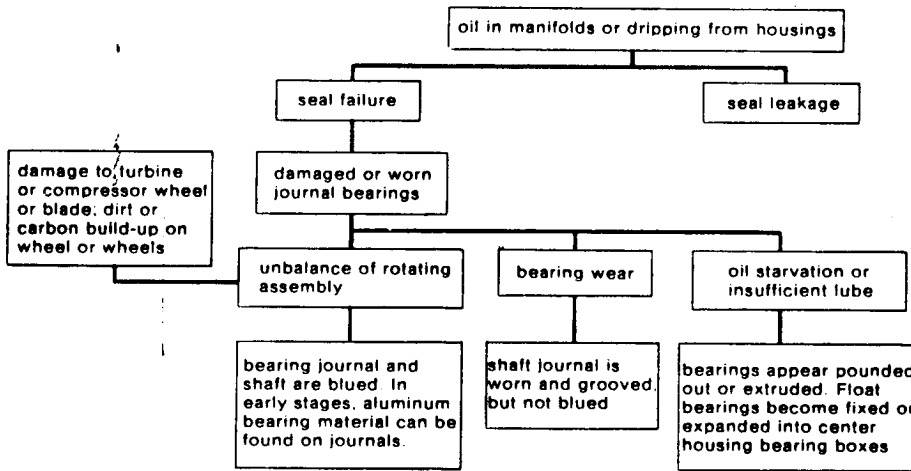 oil in manifolds or dripping from housings
seal failure
seal leakage
damage to turbine
or compressor wheel
or blade; dirt or
carbon build-up on
wheel or wheels
damaged or worn
journal bearings
unbalance of rotating
assembly
bearing wear
oil starvation or
insufficient lube
bearing journal and
shaft are blued. In
early stages, aluminum
bearing material can be
found on journals.
shaft journal is
worn and grooved,
but not blued
bearings appear pounded
out or extruded. Float
bearings become fixed or
expanded into center
housing bearing boxes